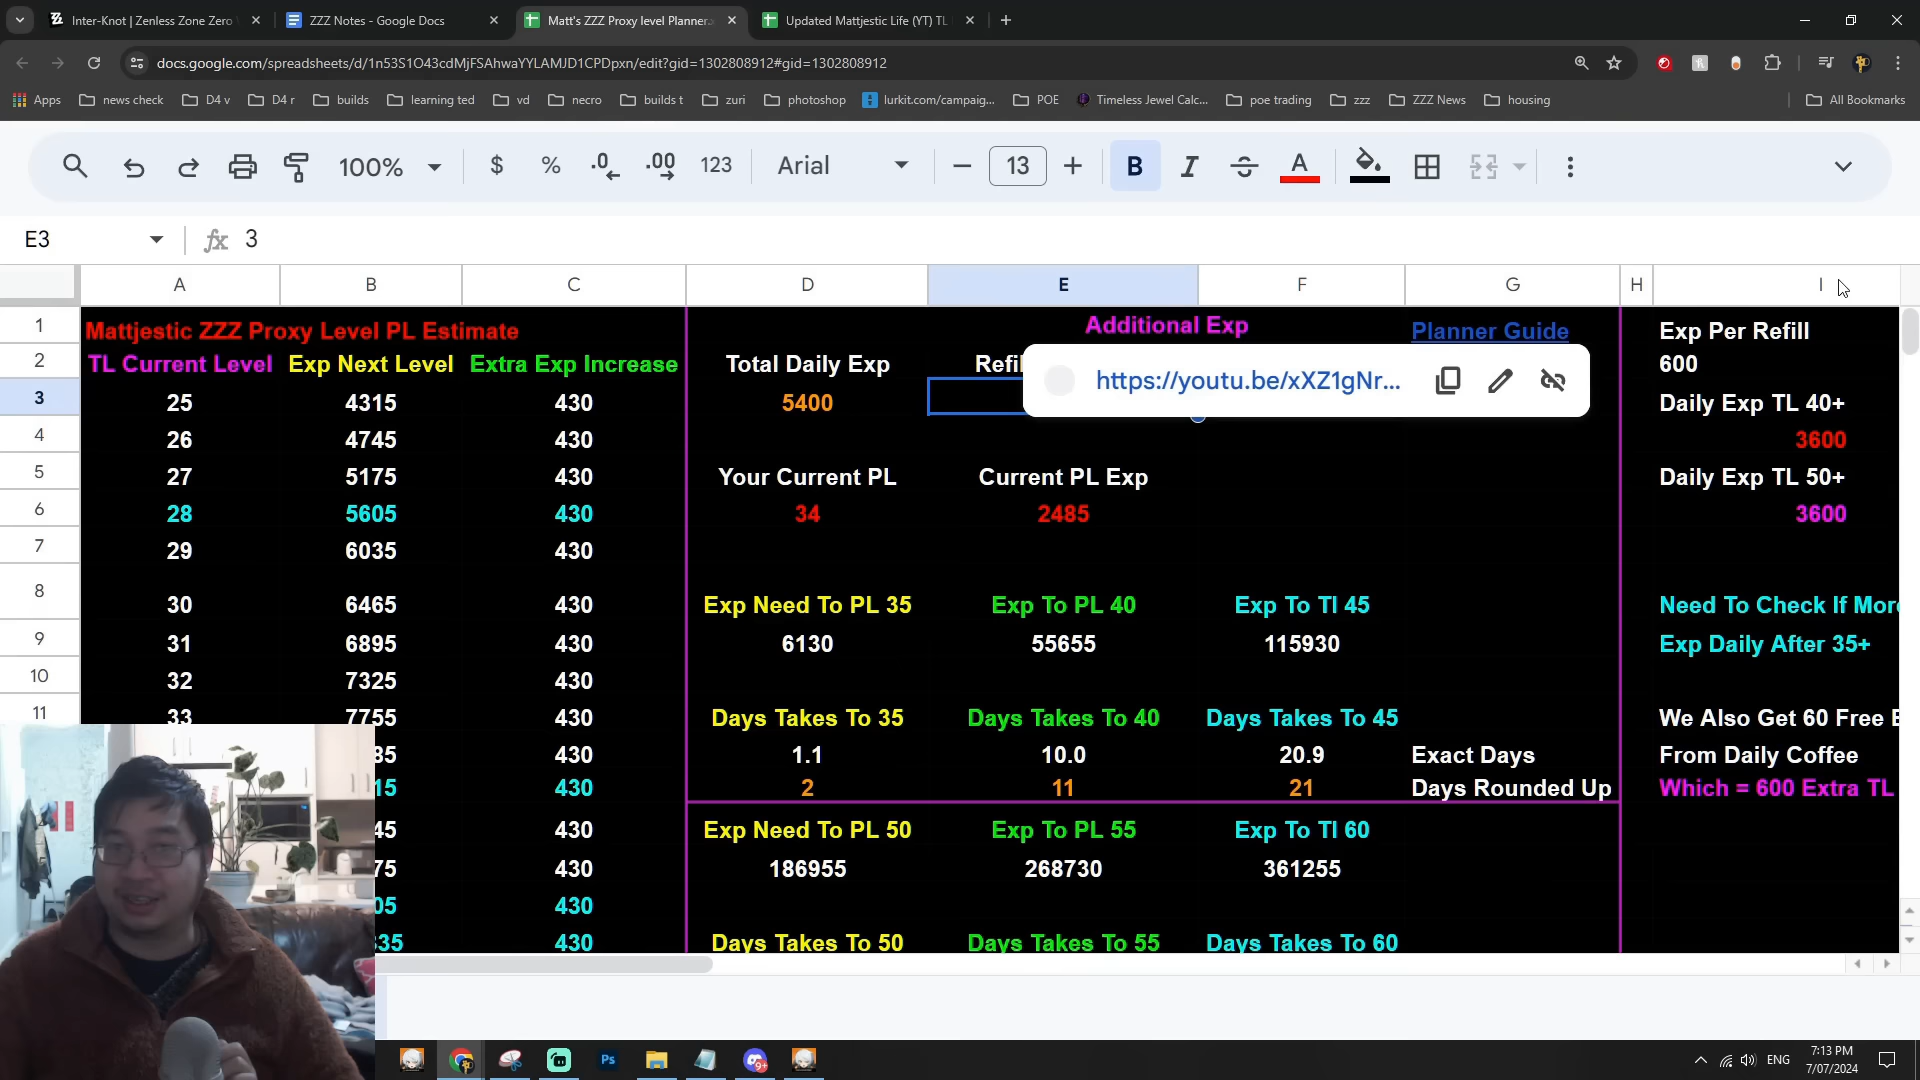 Inter-Knot | Zenless Zone Zero
ZZZ Notes - Google Docs
Matt's ZZZ Proxy level Planner
Updated Mattjestic Life (YT) TL
docs.google.com/spreadsheets/d/1n53S1O43cdMjFSAhwaYYLAMJD1CPDpxn/edit?gid=1302808912#gid=1302808912
Apps news check D4 v D4 r builds learning ted vd necro builds t zuri photoshop lurkit.com/campaig... POE Timeless Jewel Calc... poe trading zzz ZZZ News housing All Bookmarks
100% $ % .0 .00 123 Arial 13 B I A
E3 fx 3
A B C D E F G H I
1 Mattjestic ZZZ Proxy Level PL Estimate Additional Exp Planner Guide Exp Per Refill
2 TL Current Level Exp Next Level Extra Exp Increase Total Daily Exp 600
https://youtu.be/xXZ1gNr...
3 25 4315 430 5400 Daily Exp TL 40+
4 26 4745 430 3600
5 27 5175 430 Your Current PL Current PL Exp Daily Exp TL 50+
6 28 5605 430 34 2485 3600
7 29 6035 430
8 30 6465 430 Exp Need To PL 35 Exp To PL 40 Exp To Tl 45 Need To Check If More
9 31 6895 430 6130 55655 115930 Exp Daily After 35+
10 32 7325 430
11 33 7755 430 Days Takes To 35 Days Takes To 40 Days Takes To 45 We Also Get 60 Free
430 1.1 10.0 20.9 Exact Days From Daily Coffee
430 2 11 21 Days Rounded Up Which = 600 Extra TL
430 Exp Need To PL 50 Exp To PL 55 Exp To Tl 60
430 186955 268730 361255
430
430 Days Takes To 50 Days Takes To 55 Days Takes To 60
Ps
9+
ENG
7:13 PM
7/07/2024